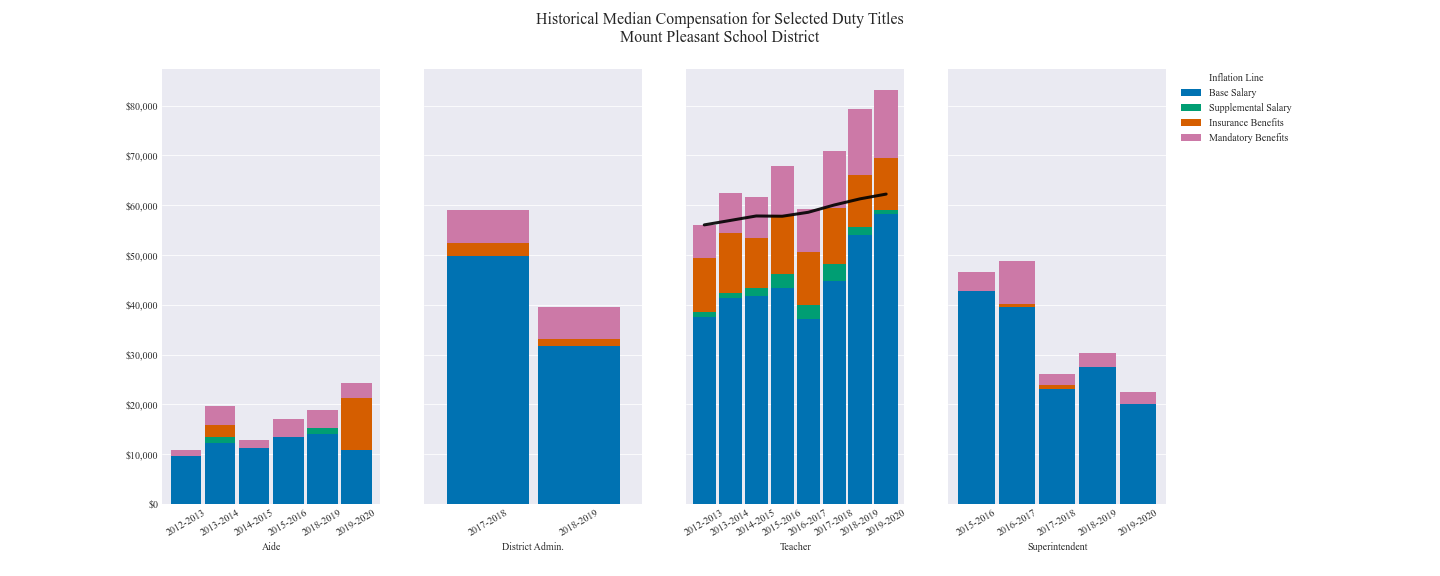 Historical Median Compensation for Selected Duty Titles
Mount Pleasant School District
Inflation Line
Base Salary
Supplemental Salary
Insurance Benefits
Mandatory Benefits
$80,000
$70,000
$60,000
$50,000
$40,000
$30,000
$20,000
$10,000
$0
2012-2013
2013-2014
2014-2015
2015-2016
2018-2019
2019-2020
Aide
2017-2018
2018-2019
District Admin.
2012-2013
2013-2014
2014-2015
2015-2016
2016-2017
2017-2018
2018-2019
2019-2020
Teacher
2015-2016
2016-2017
2017-2018
2018-2019
2019-2020
Superintendent